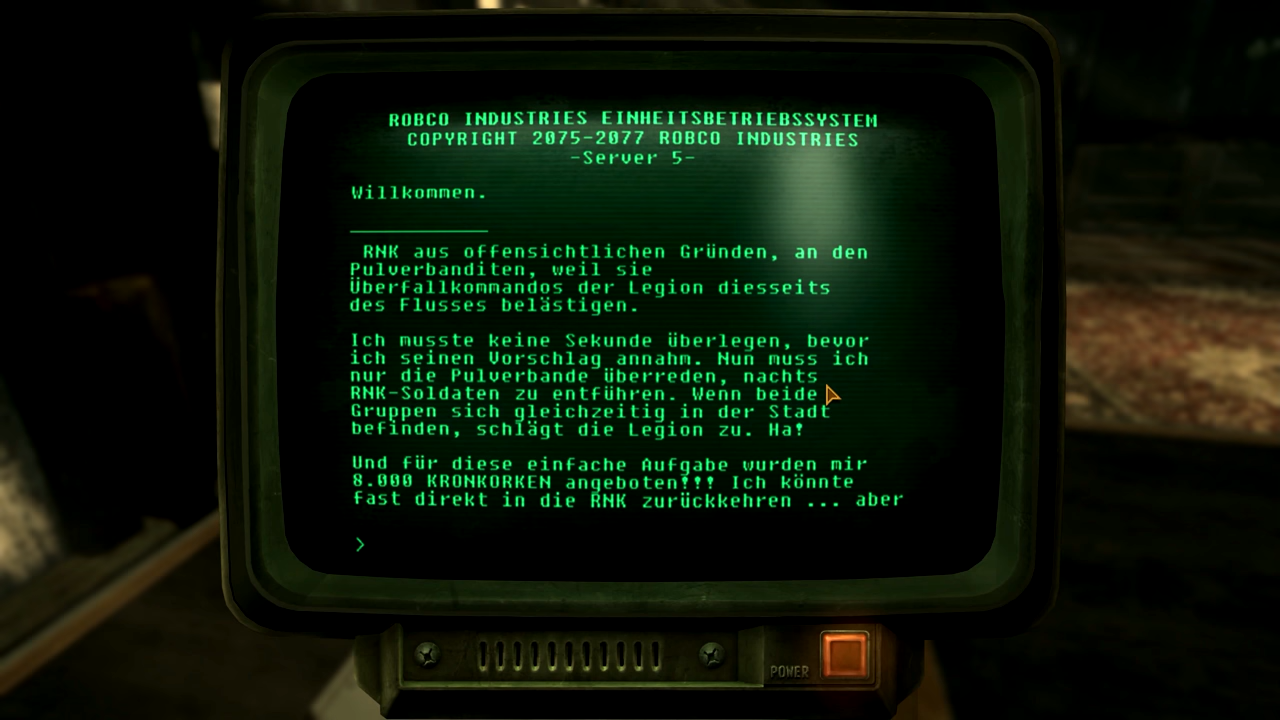 ROBCO INDUSTRIES EINHEITSBETRIEBSSYSTEM
COPYRIGHT 2075-2077 ROBCO INDUSTRIES
-Server 5-
Willkommen.
RNK aus offensichtlichen Gründen, an den
Pulverbanditen, weil sie
Überfallkommandos der Legion diesseits
des Flusses belästigen.
Ich musste keine Sekunde überlegen, bevor
ich seinen Vorschlag annahm. Nun muss ich
nur die Pulverbande überreden, nachts
RNK-Soldaten zu entführen. Wenn beide
Gruppen sich gleichzeitig in der Stadt
befinden, schlägt die Legion zu. Ha!
Und für diese einfache Aufgabe wurden mir
8.000 KRONKORKEN angeboten!!! Ich könnte
fast direkt in die RNK zurückkehren ... aber
>
POWER